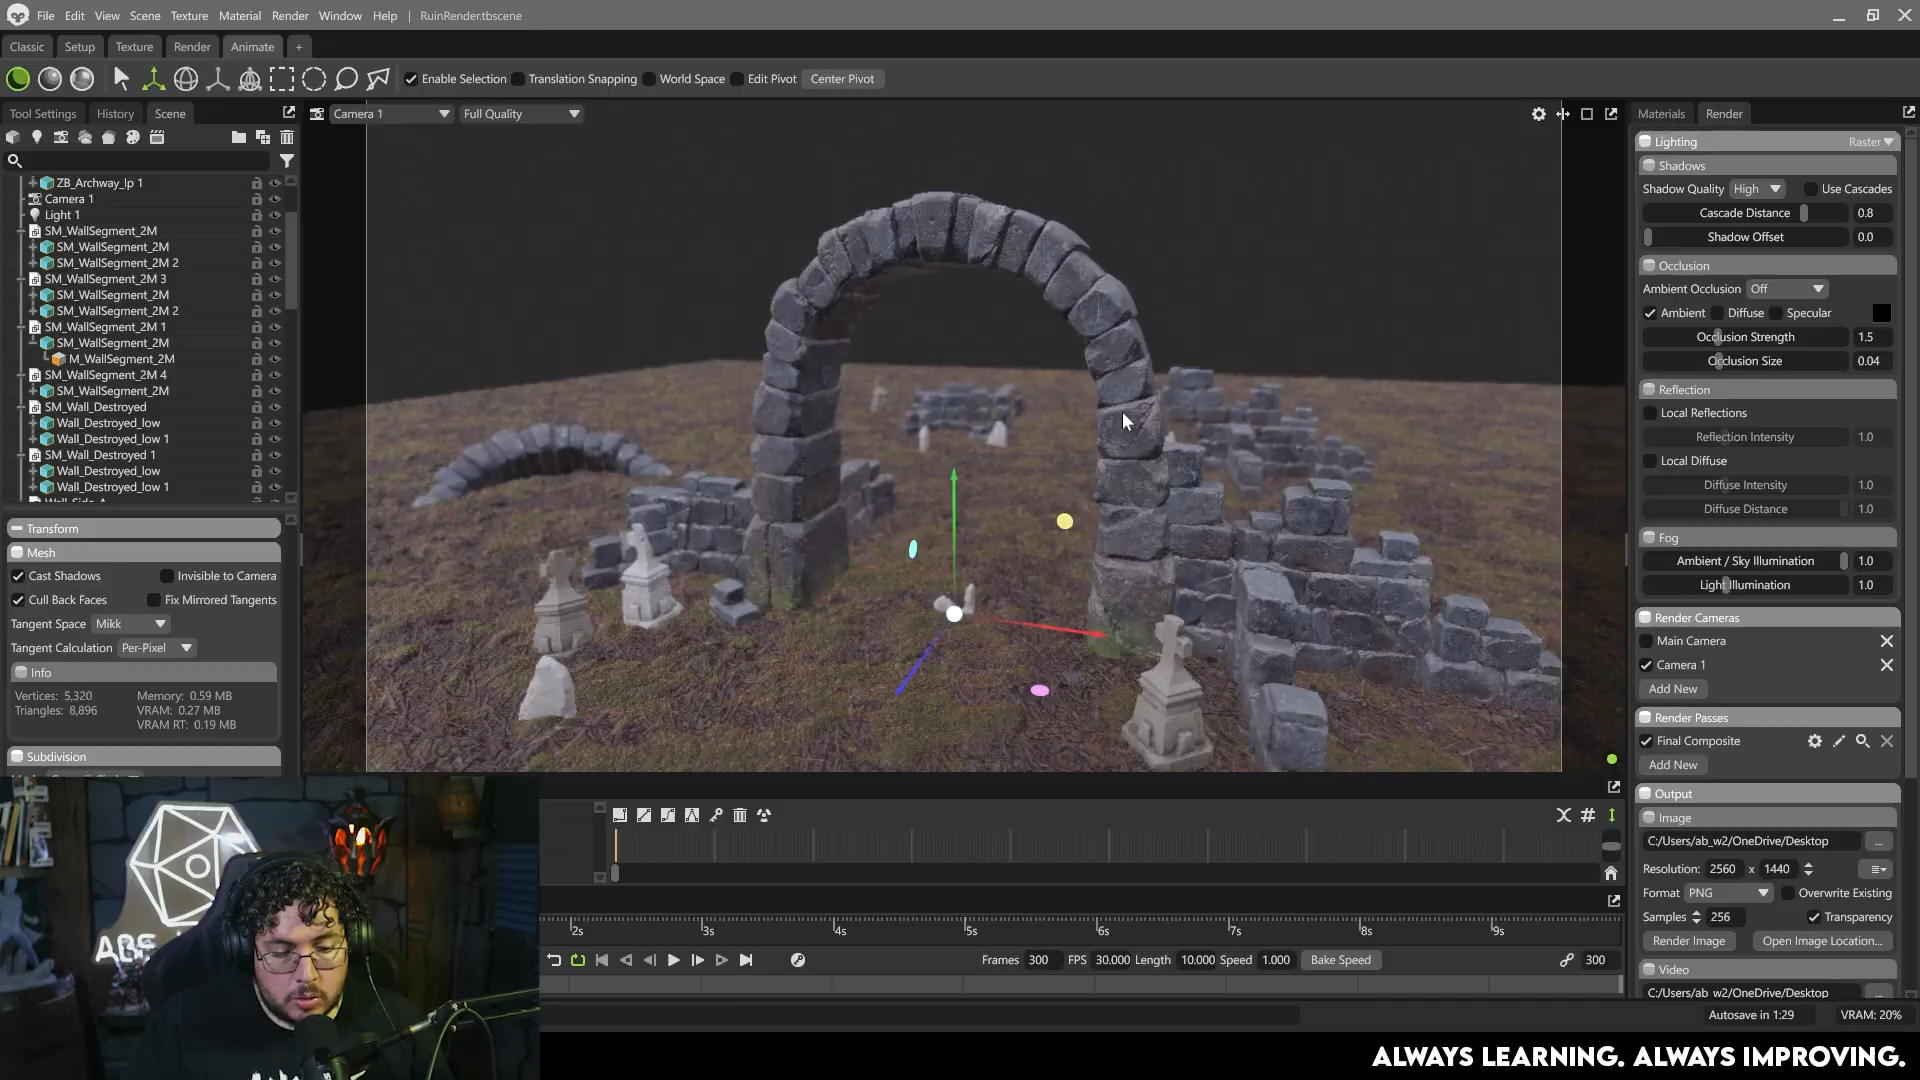 File Edit View Scene Texture Material Render Window Help | RuinRender.tbscene
Classic Setup Texture Render Animate +
Enable Selection Translation Snapping World Space Edit Pivot Center Pivot
Tool Settings History Scene
Camera 1 Full Quality
Materials Render
ZB_Archway_lp 1
Camera 1
Light 1
SM_WallSegment_2M
SM_WallSegment_2M
SM_WallSegment_2M 2
SM_WallSegment_2M 3
SM_WallSegment_2M
SM_WallSegment_2M 2
SM_WallSegment_2M 1
SM_WallSegment_2M
M_WallSegment_2M
SM_WallSegment_2M 4
SM_WallSegment_2M
SM_Wall_Destroyed
Wall_Destroyed_low
Wall_Destroyed_low 1
SM_Wall_Destroyed 1
Wall_Destroyed_low
Wall_Destroyed_low 1
Transform
Mesh
Cast Shadows Invisible to Camera
Cull Back Faces Fix Mirrored Tangents
Tangent Space Mikk
Tangent Calculation Per-Pixel
Info
Vertices: 5,320 Memory: 0.59 MB
Triangles: 8,896 VRAM: 0.27 MB
VRAM RT: 0.19 MB
Subdivision
Lighting Raster
Shadows
Shadow Quality High Use Cascades
Cascade Distance 0.8
Shadow Offset 0.0
Occlusion
Ambient Occlusion Off
Ambient Diffuse Specular
Occlusion Strength 1.5
Occlusion Size 0.04
Reflection
Local Reflections
Reflection Intensity 1.0
Local Diffuse
Diffuse Intensity 1.0
Diffuse Distance 1.0
Fog
Ambient / Sky Illumination 1.0
Light Illumination 1.0
Render Cameras
Main Camera
Camera 1
Add New
Render Passes
Final Composite
Add New
Output
Image
C:/Users/ab_w2/OneDrive/Desktop ...
Resolution: 2560 x 1440
Format PNG Overwrite Existing
Samples 256 Transparency
Render Image Open Image Location...
Video
C:/Users/ab_w2/OneDrive/Desktop ...
2s 3s 4s 5s 6s 7s 8s 9s
Frames 300 FPS 30.000 Length 10.000 Speed 1.000 Bake Speed 300
Autosave in 1:29 VRAM: 20%
ALWAYS LEARNING. ALWAYS IMPROVING.